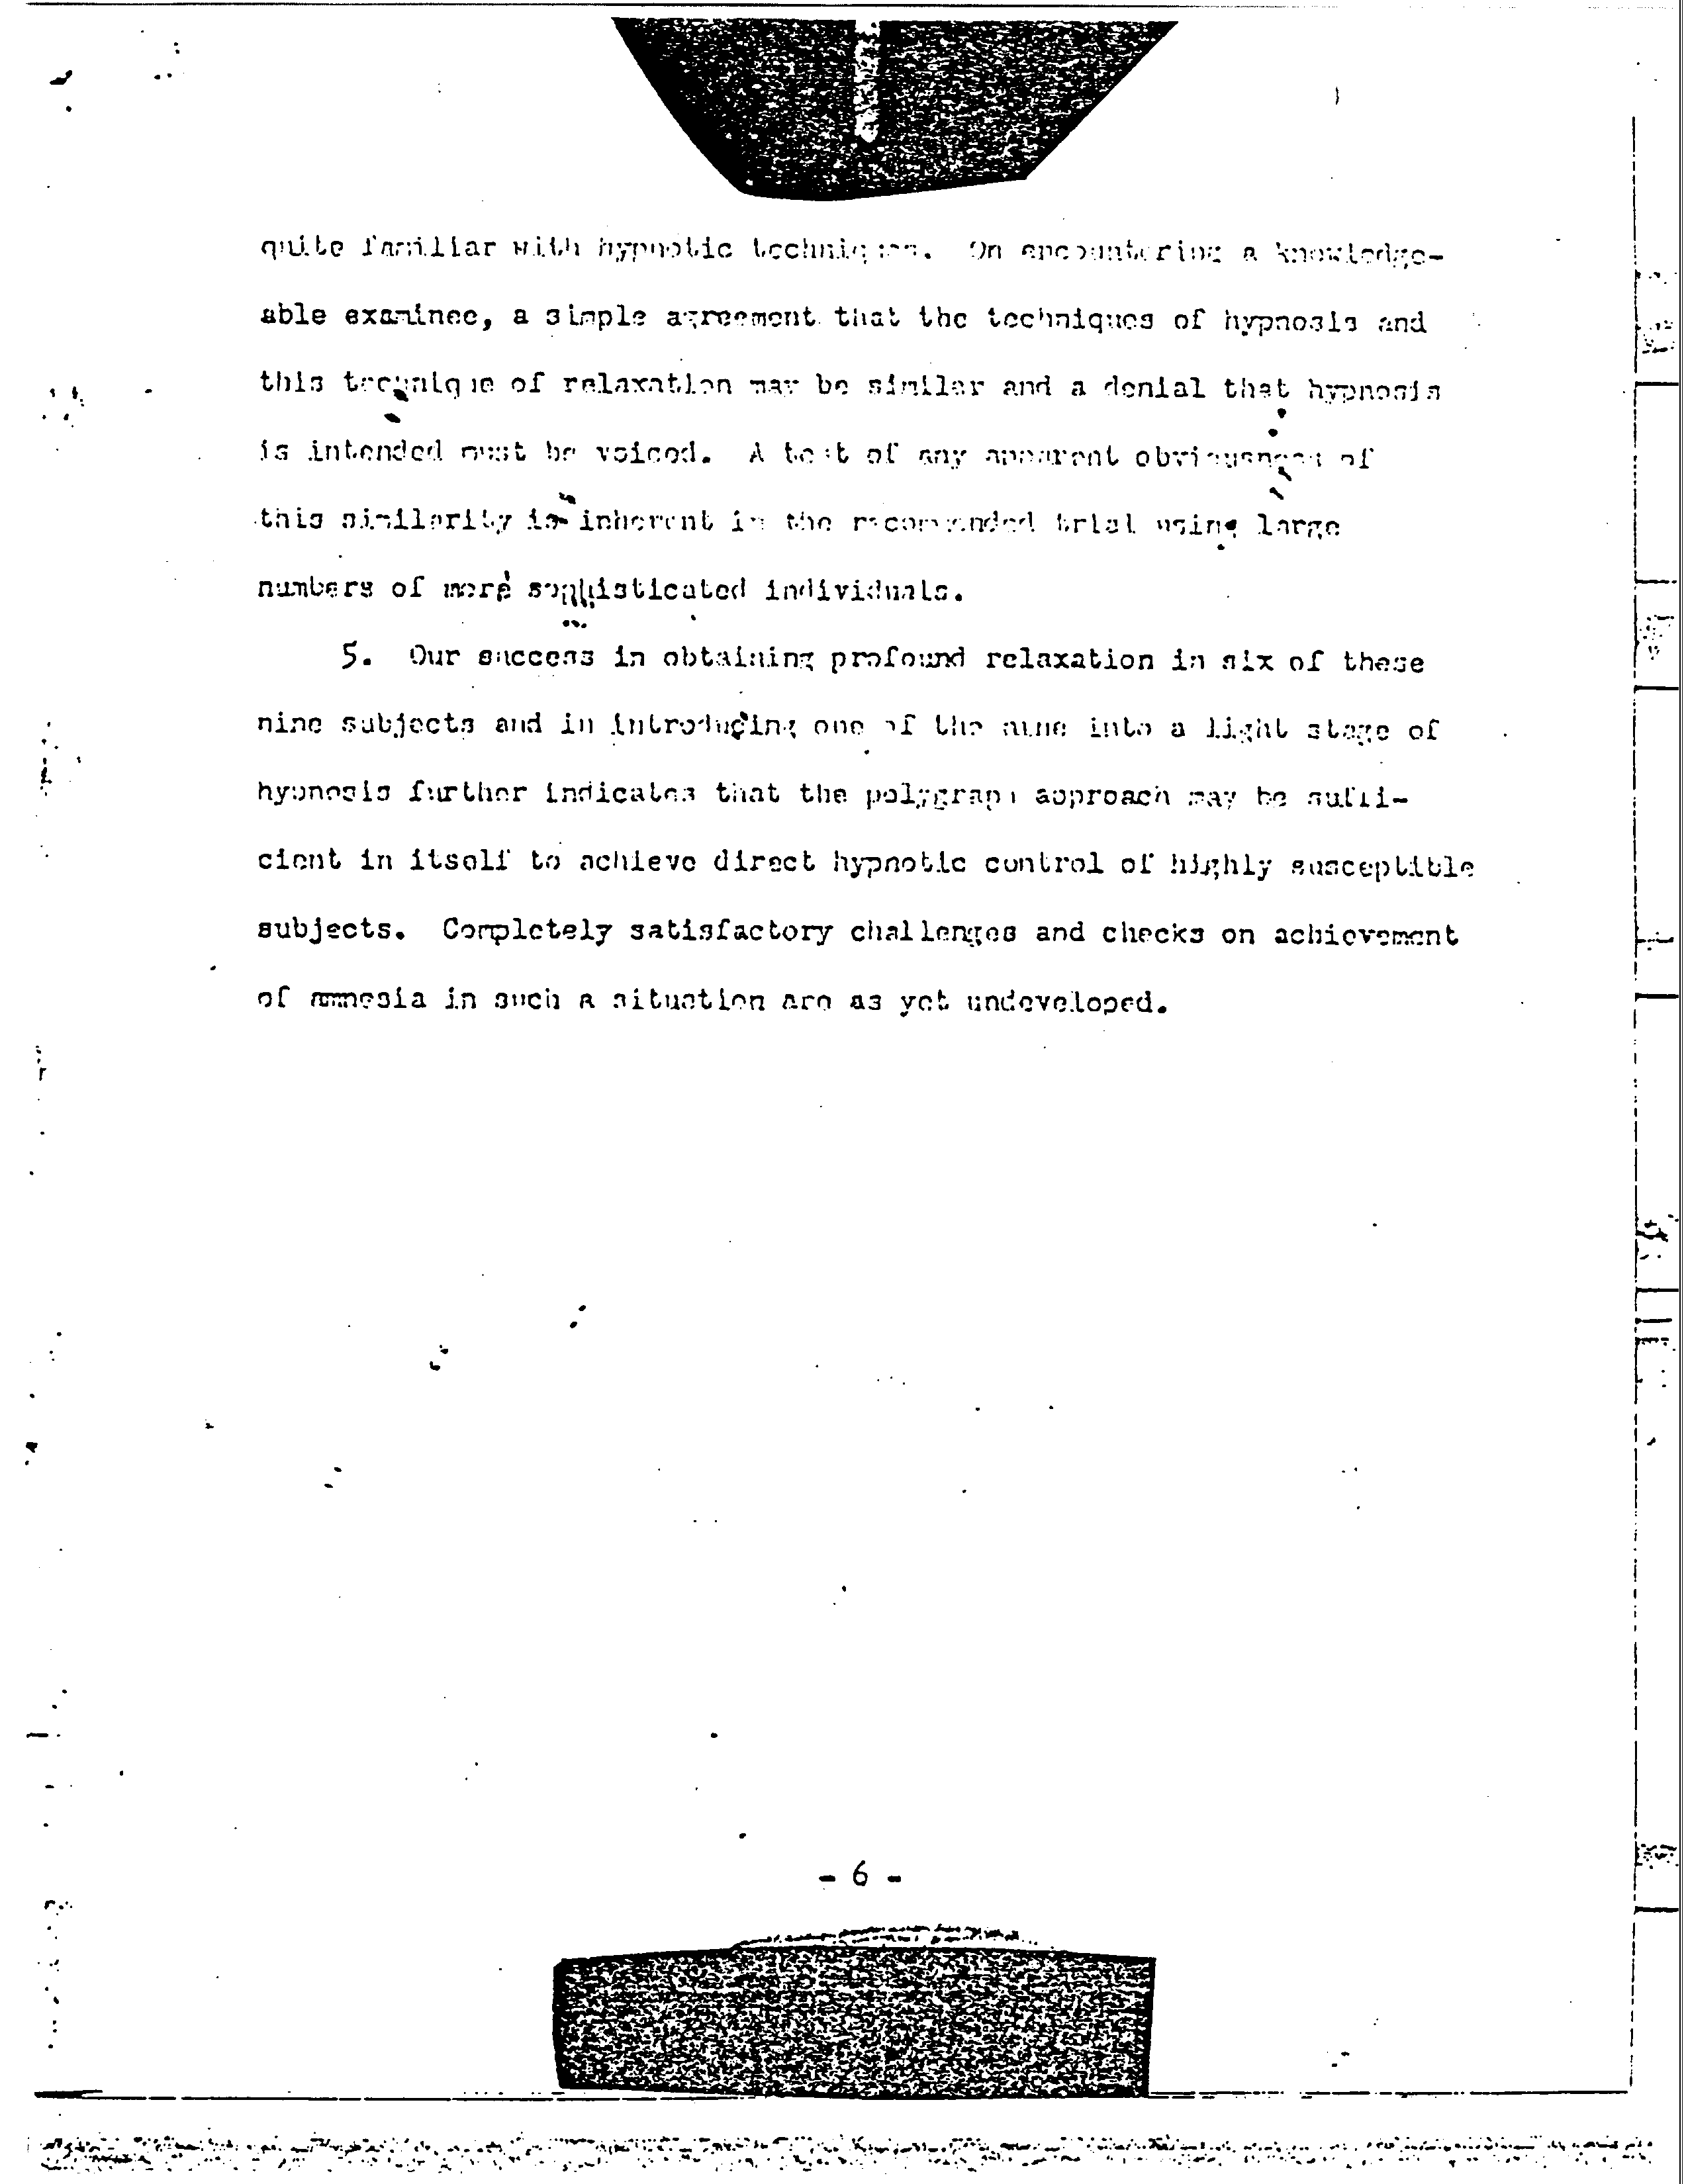 quite familiar with hypnotic techniques. On encountering a knowledge-
able examinee, a simple agreement that the techniques of hypnosis and
this technique of relaxation may be similar and a denial that hypnosis
is intended must be voiced. A test of any apparent obviousness of
this similarity is inherent in the recommended trial using large
numbers of more sophisticated individuals.
5. Our success in obtaining profound relaxation in six of these
nine subjects and in introducing one of the nine into a light stage of
hypnosis further indicates that the polygraph approach may be suffi-
cient in itself to achieve direct hypnotic control of highly susceptible
subjects. Completely satisfactory challenges and checks on achievement
of amnesia in such a situation are as yet undeveloped.
- 6 -